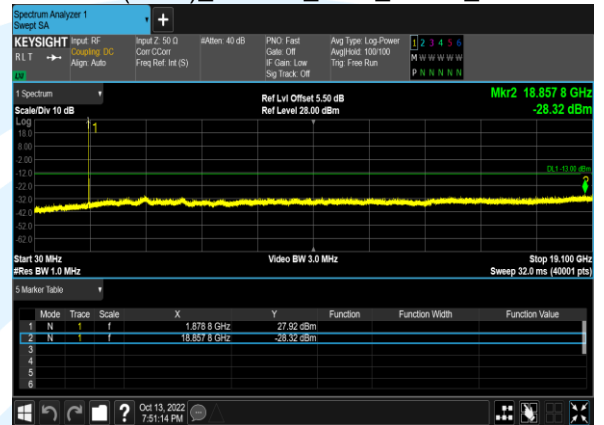 Spectrum Analyzer 1
Swept SA
KEYSIGHT
R L T
LXI
Input: RF
Coupling: DC
Align: Auto
Input Z: 50 Ω
Corr CCorr
Freq Ref: Int (S)
#Atten: 40 dB
PNO: Fast
Gate: Off
IF Gain: Low
Sig Track: Off
Avg Type: Log-Power
Avg|Hold: 100/100
Trig: Free Run
1 2 3 4 5 6
M W W W W W
P N N N N N
1 Spectrum
Scale/Div 10 dB
Ref Lvl Offset 5.50 dB
Ref Level 28.00 dBm
Mkr2 18.857 8 GHz
-28.32 dBm
Log
18.0
8.00
-2.00
-12.0
-22.0
-32.0
-42.0
-52.0
-62.0
1
DL1 -13.00 dBm
2
Start 30 MHz
#Res BW 1.0 MHz
Video BW 3.0 MHz
Stop 19.100 GHz
Sweep 32.0 ms (40001 pts)
5 Marker Table
Mode Trace Scale X Y Function Function Width Function Value
1 N 1 f 1.878 8 GHz 27.92 dBm
2 N 1 f 18.857 8 GHz -28.32 dBm
3
4
5
6
?
Oct 13, 2022
7:51:14 PM